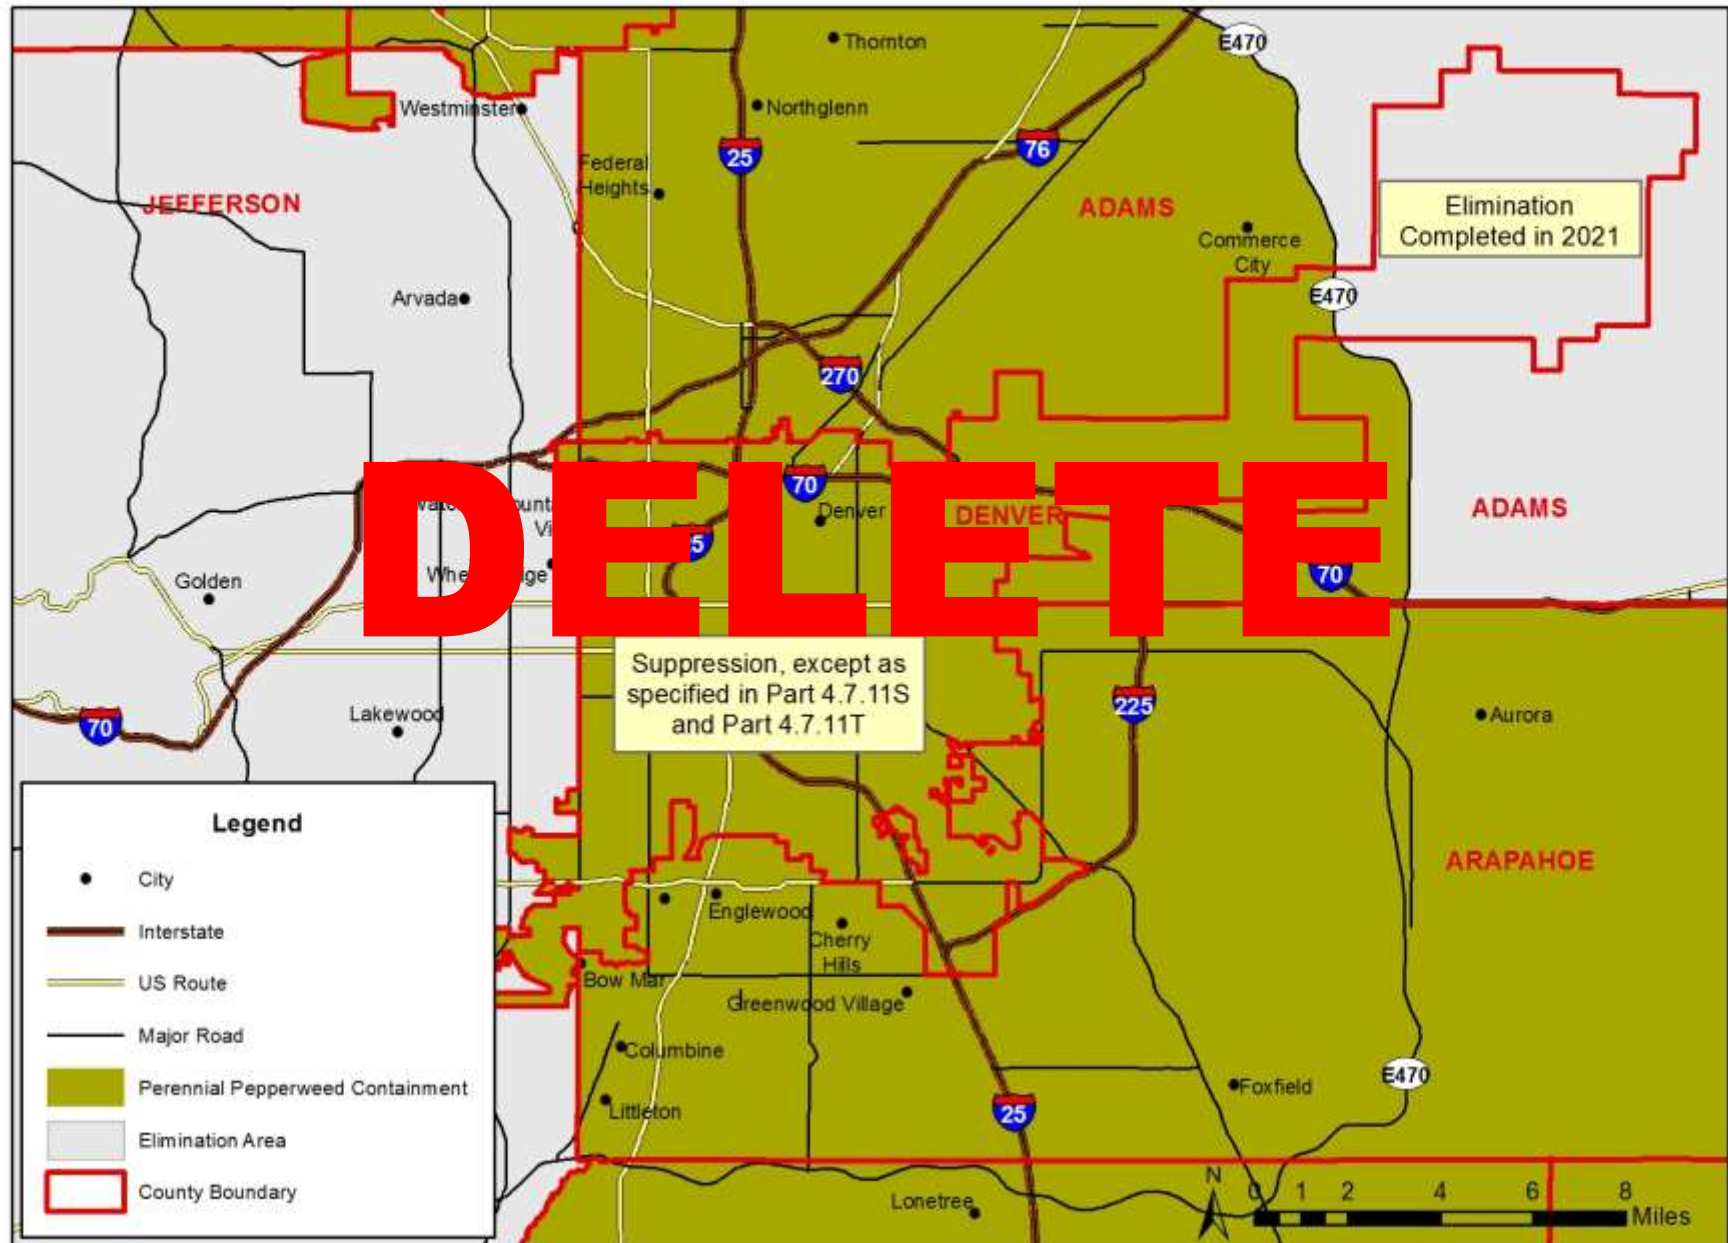 E470
Thornton
Westminster
Northglenn
25
76
Federal
Heights
JEFFERSON
ADAMS
Elimination
Completed in 2021
Commerce
City
Arvada
E470
270
70
Denver
DENVER
ADAMS
DELETE
Golden
70
Suppression, except as
specified in Part 4.7.11S
and Part 4.7.11T
225
Lakewood
70
Aurora
Legend
City
Interstate
US Route
Major Road
Perennial Pepperweed Containment
Elimination Area
County Boundary
ARAPAHOE
Englewood
Cherry
Hills
Bow Mar
Greenwood Village
Columbine
Littleton
E470
Foxfield
25
Lonetree
N
0 1 2 4 6 8
Miles